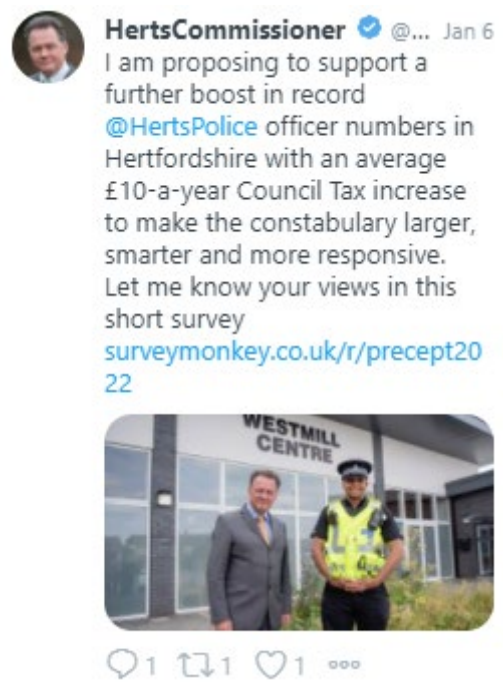 HertsCommissioner @... Jan 6
I am proposing to support a
further boost in record
@HertsPolice officer numbers in
Hertfordshire with an average
£10-a-year Council Tax increase
to make the constabulary larger,
smarter and more responsive.
Let me know your views in this
short survey
surveymonkey.co.uk/r/precept20
22
WESTMILL
CENTRE
1 1 1